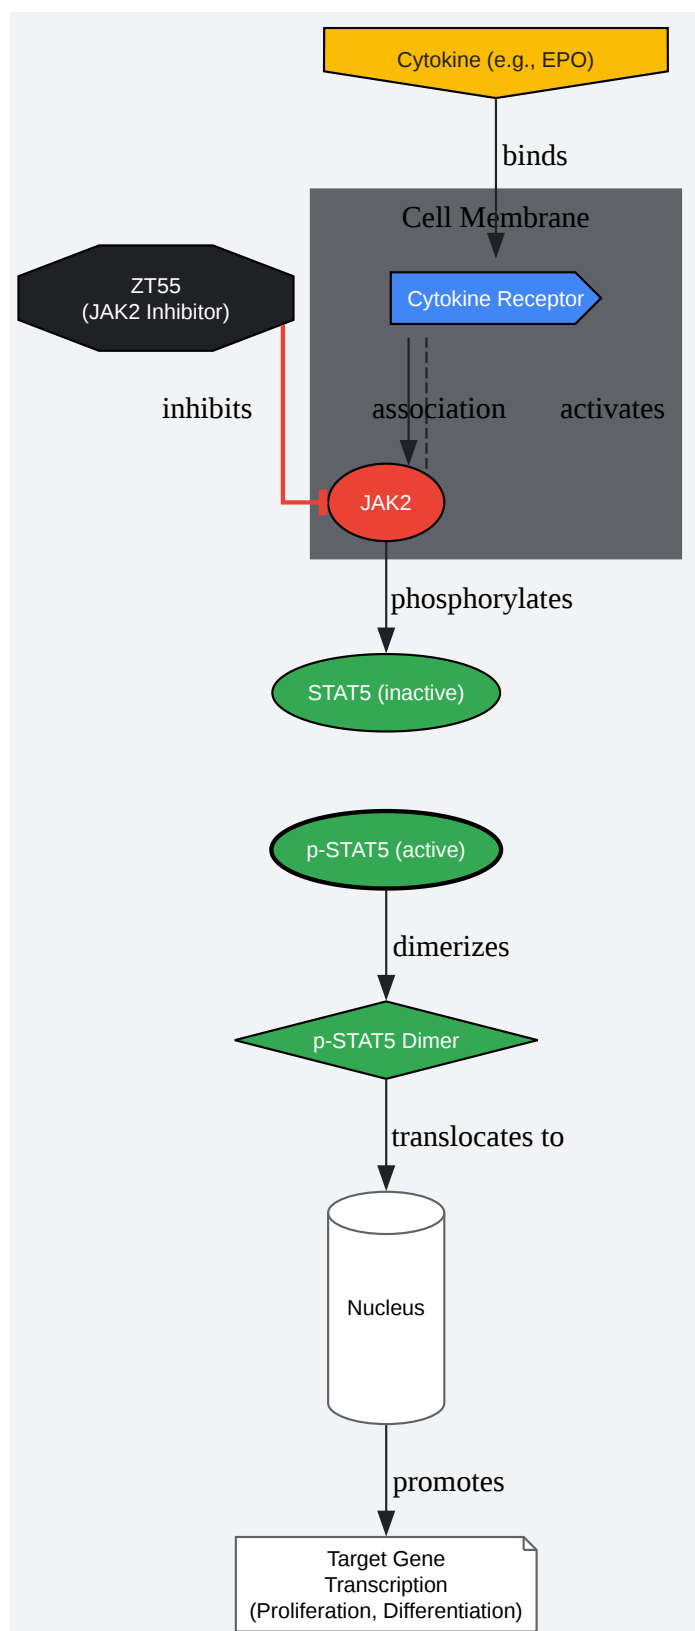 Cytokine (e.g., EPO)
binds
Cell Membrane
ZT55
(JAK2 Inhibitor)
Cytokine Receptor
inhibits
association
activates
JAK2
phosphorylates
STAT5 (inactive)
p-STAT5 (active)
dimerizes
p-STAT5 Dimer
translocates to
Nucleus
promotes
Target Gene
Transcription
(Proliferation, Differentiation)